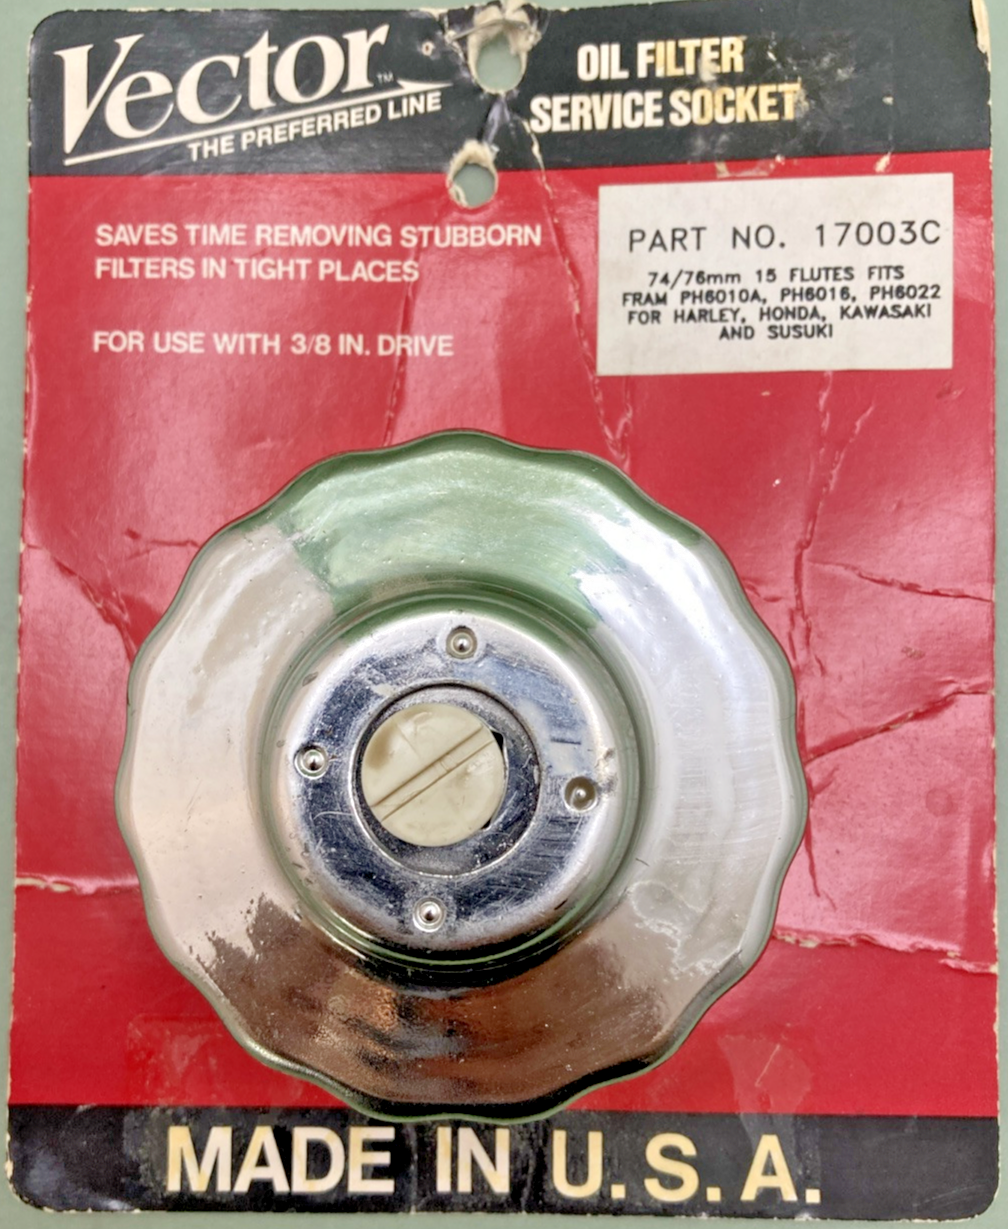 Vector™
THE PREFERRED LINE
OIL FILTER
SERVICE SOCKET
SAVES TIME REMOVING STUBBORN
FILTERS IN TIGHT PLACES
FOR USE WITH 3/8 IN. DRIVE
PART NO. 17003C
74/76mm 15 FLUTES FITS
FRAM PH6010A, PH6016, PH6022
FOR HARLEY, HONDA, KAWASAKI
AND SUSUKI
MADE IN U.S.A.